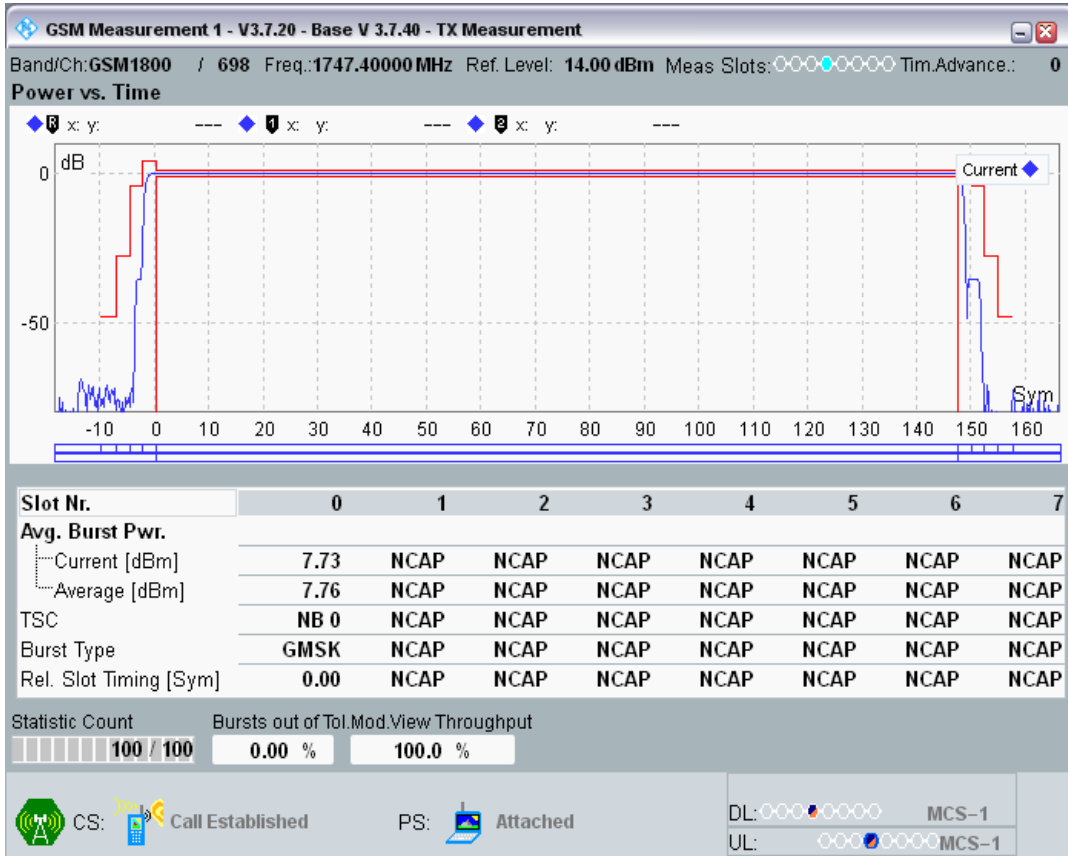 GSM Measurement 1 - V3.7.20 - Base V 3.7.40 - TX Measurement
Band/Ch:GSM1800 / 698 Freq.:1747.40000 MHz Ref. Level: 14.00 dBm Meas Slots: Tim.Advance.: 0
Power vs. Time
R x: y: --- 1 x: y: --- 2 x: y: ---
dB
Current
0
-50
Sym
-10 0 10 20 30 40 50 60 70 80 90 100 110 120 130 140 150 160
Slot Nr. 0 1 2 3 4 5 6 7
Avg. Burst Pwr.
Current [dBm] 7.73 NCAP NCAP NCAP NCAP NCAP NCAP NCAP
Average [dBm] 7.76 NCAP NCAP NCAP NCAP NCAP NCAP NCAP
TSC NB 0 NCAP NCAP NCAP NCAP NCAP NCAP NCAP
Burst Type GMSK NCAP NCAP NCAP NCAP NCAP NCAP NCAP
Rel. Slot Timing [Sym] 0.00 NCAP NCAP NCAP NCAP NCAP NCAP NCAP
Statistic Count Bursts out of Tol.Mod.View Throughput
100 / 100 0.00 % 100.0 %
CS: Call Established PS: Attached
DL: MCS-1
UL: MCS-1